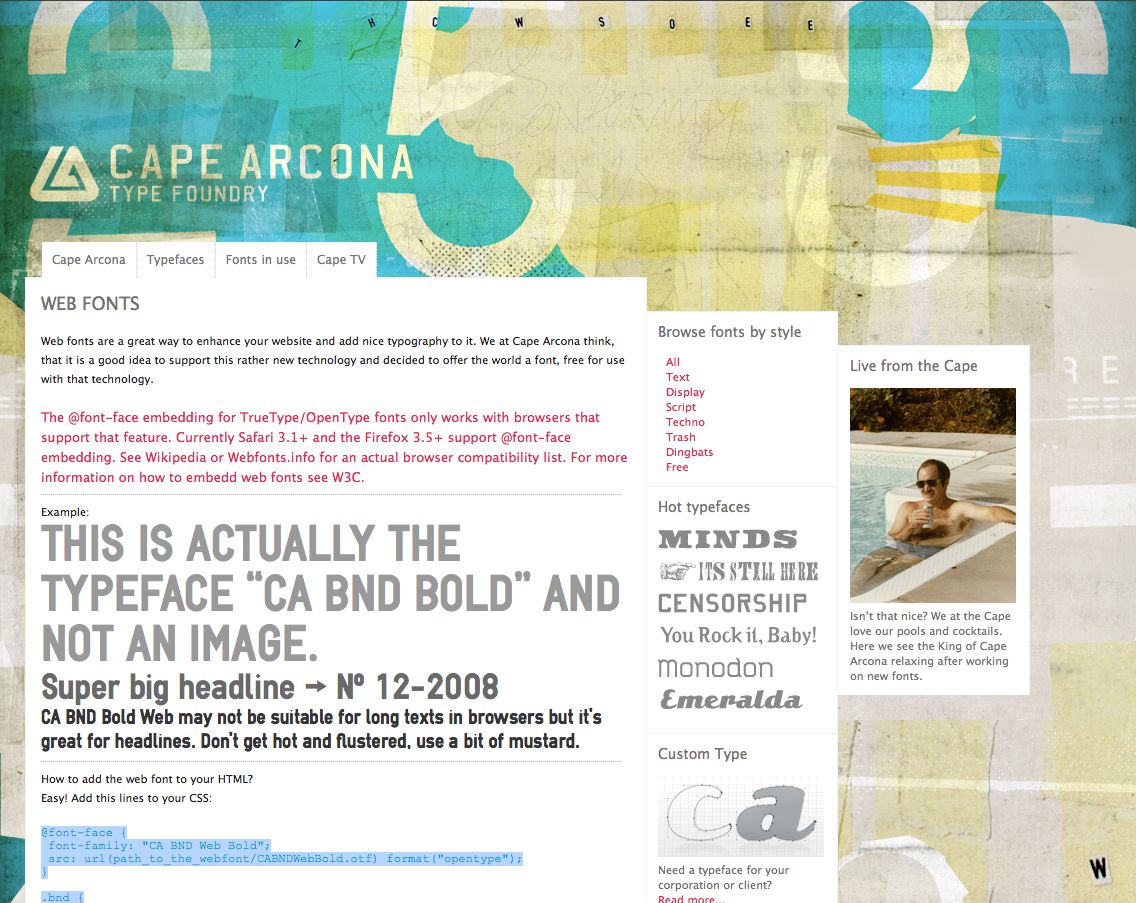 T H C W S O E E
CONFORMITY
CAPE ARCONA
TYPE FOUNDRY
Cape Arcona
Typefaces
Fonts in use
Cape TV
WEB FONTS
Web fonts are a great way to enhance your website and add nice typography to it. We at Cape Arcona think,
that it is a good idea to support this rather new technology and decided to offer the world a font, free for use
with that technology.
The @font-face embedding for TrueType/OpenType fonts only works with browsers that
support that feature. Currently Safari 3.1+ and the Firefox 3.5+ support @font-face
embedding. See Wikipedia or Webfonts.info for an actual browser compatibility list. For more
information on how to embedd web fonts see W3C.
Example:
THIS IS ACTUALLY THE
TYPEFACE “CA BND BOLD” AND
NOT AN IMAGE.
Super big headline → Nº 12-2008
CA BND Bold Web may not be suitable for long texts in browsers but it's
great for headlines. Don't get hot and flustered, use a bit of mustard.
How to add the web font to your HTML?
Easy! Add this lines to your CSS:
@font-face {
font-family: "CA BND Web Bold";
src: url(path_to_the_webfont/CABNDWebBold.otf) format("opentype");
}
.bnd {
Browse fonts by style
All
Text
Display
Script
Techno
Trash
Dingbats
Free
Hot typefaces
MINDS
ITS STILL HERE
CENSORSHIP
You Rock it, Baby!
Monodon
Emeralda
Custom Type
Ca
Need a typeface for your
corporation or client?
Read more...
Live from the Cape
Isn't that nice? We at the Cape
love our pools and cocktails.
Here we see the King of Cape
Arcona relaxing after working
on new fonts.
R E
W